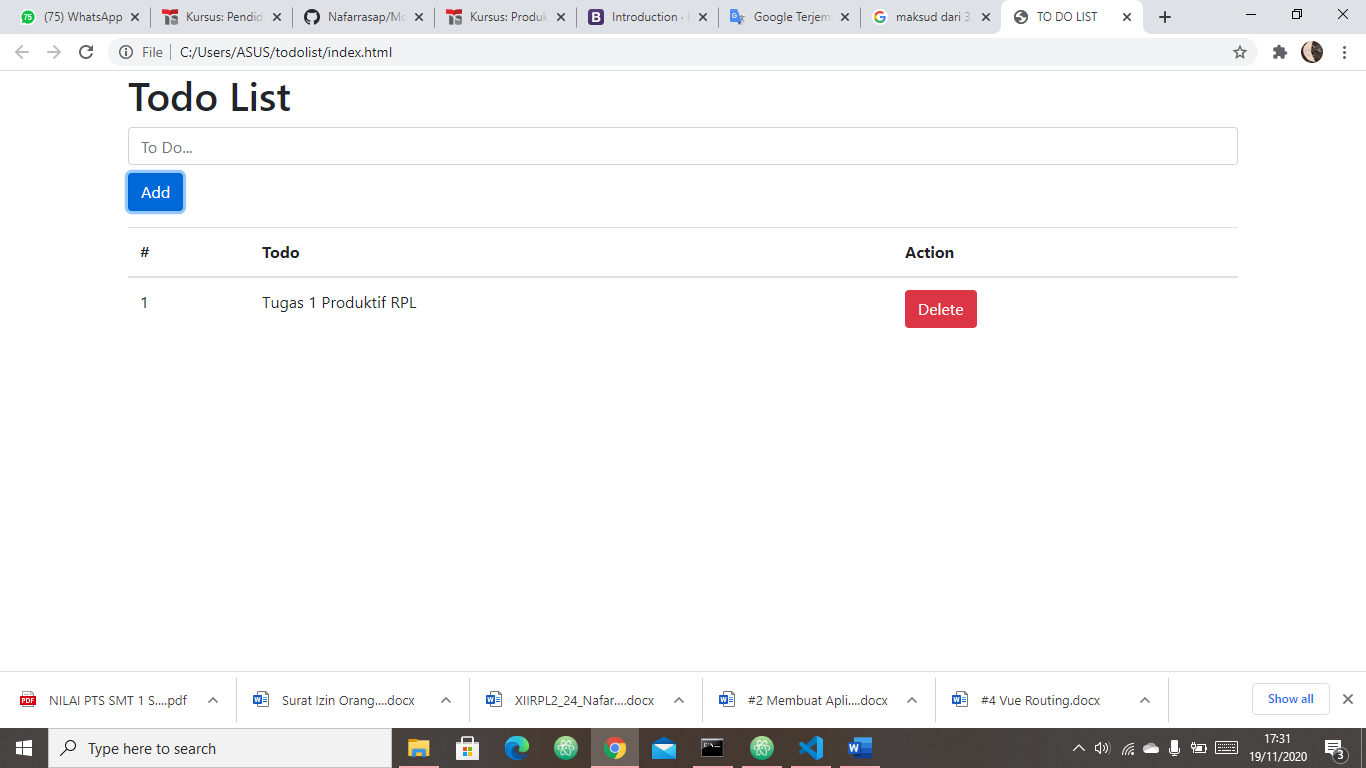 75 (75) WhatsApp
Kursus: Pendid
Nafarrasap/Mo
Kursus: Produk
B Introduction ·
Google Terjem
maksud dari 3.
TO DO LIST
File C:/Users/ASUS/todolist/index.html
Todo List
To Do...
Add
# Todo Action
1 Tugas 1 Produktif RPL Delete
NILAI PTS SMT 1 S....pdf
Surat Izin Orang....docx
XIIRPL2_24_Nafar....docx
#2 Membuat Apli....docx
#4 Vue Routing.docx
Show all
Type here to search
17:31
19/11/2020
3